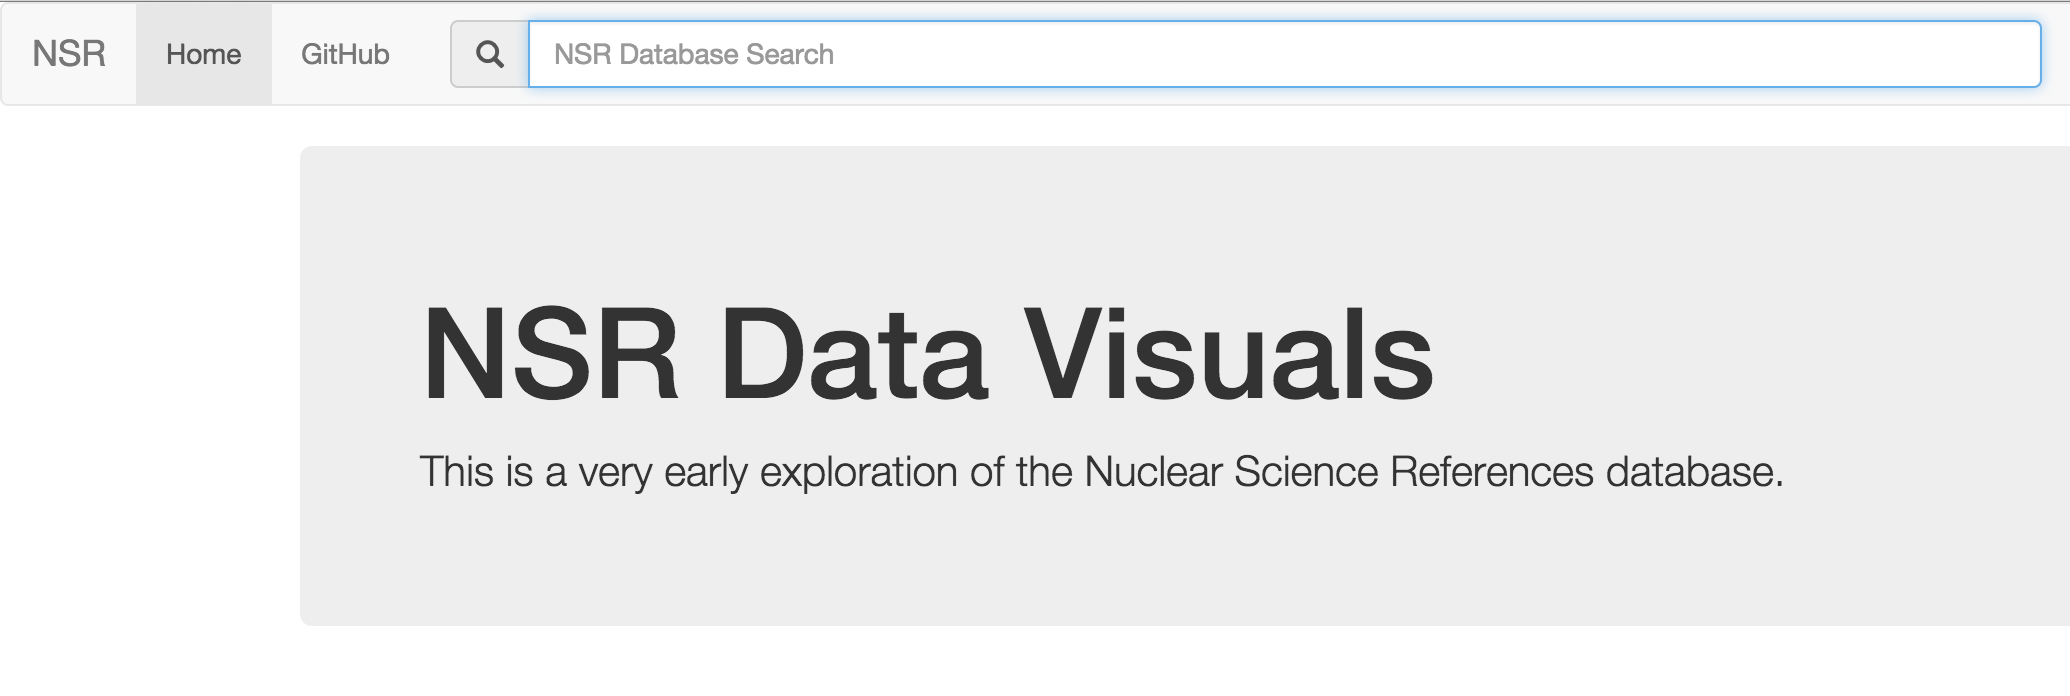 NSR Home GitHub NSR Database Search
NSR Data Visuals
This is a very early exploration of the Nuclear Science References database.